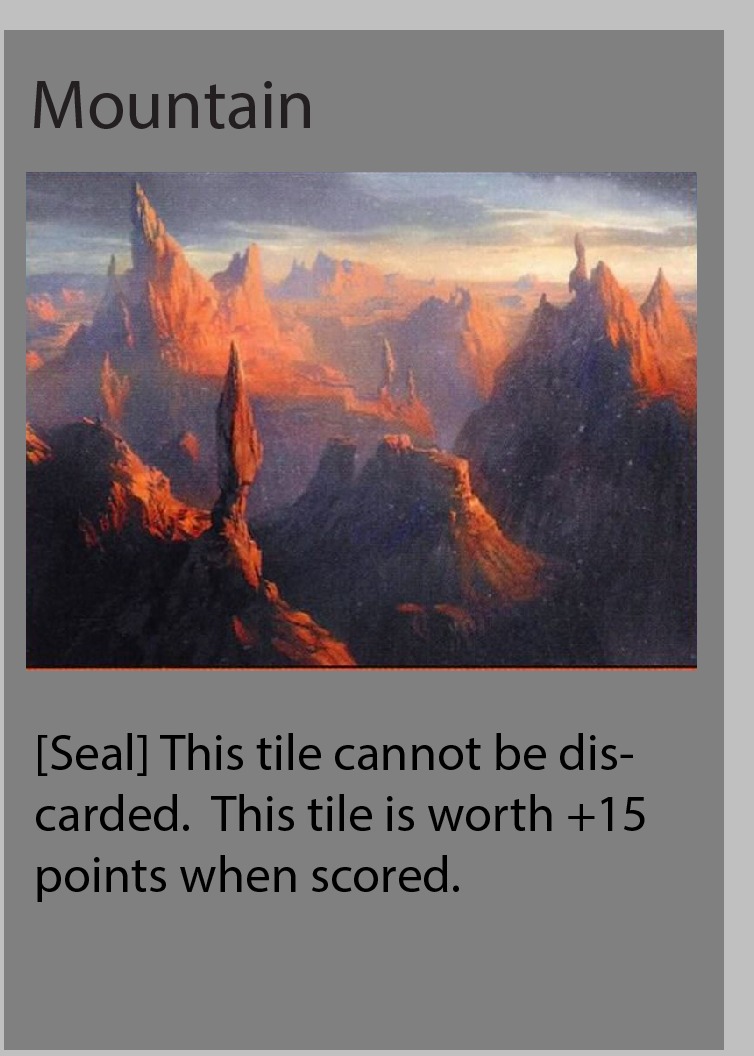 Mountain
[Seal] This tile cannot be dis-
carded.  This tile is worth +15
points when scored.